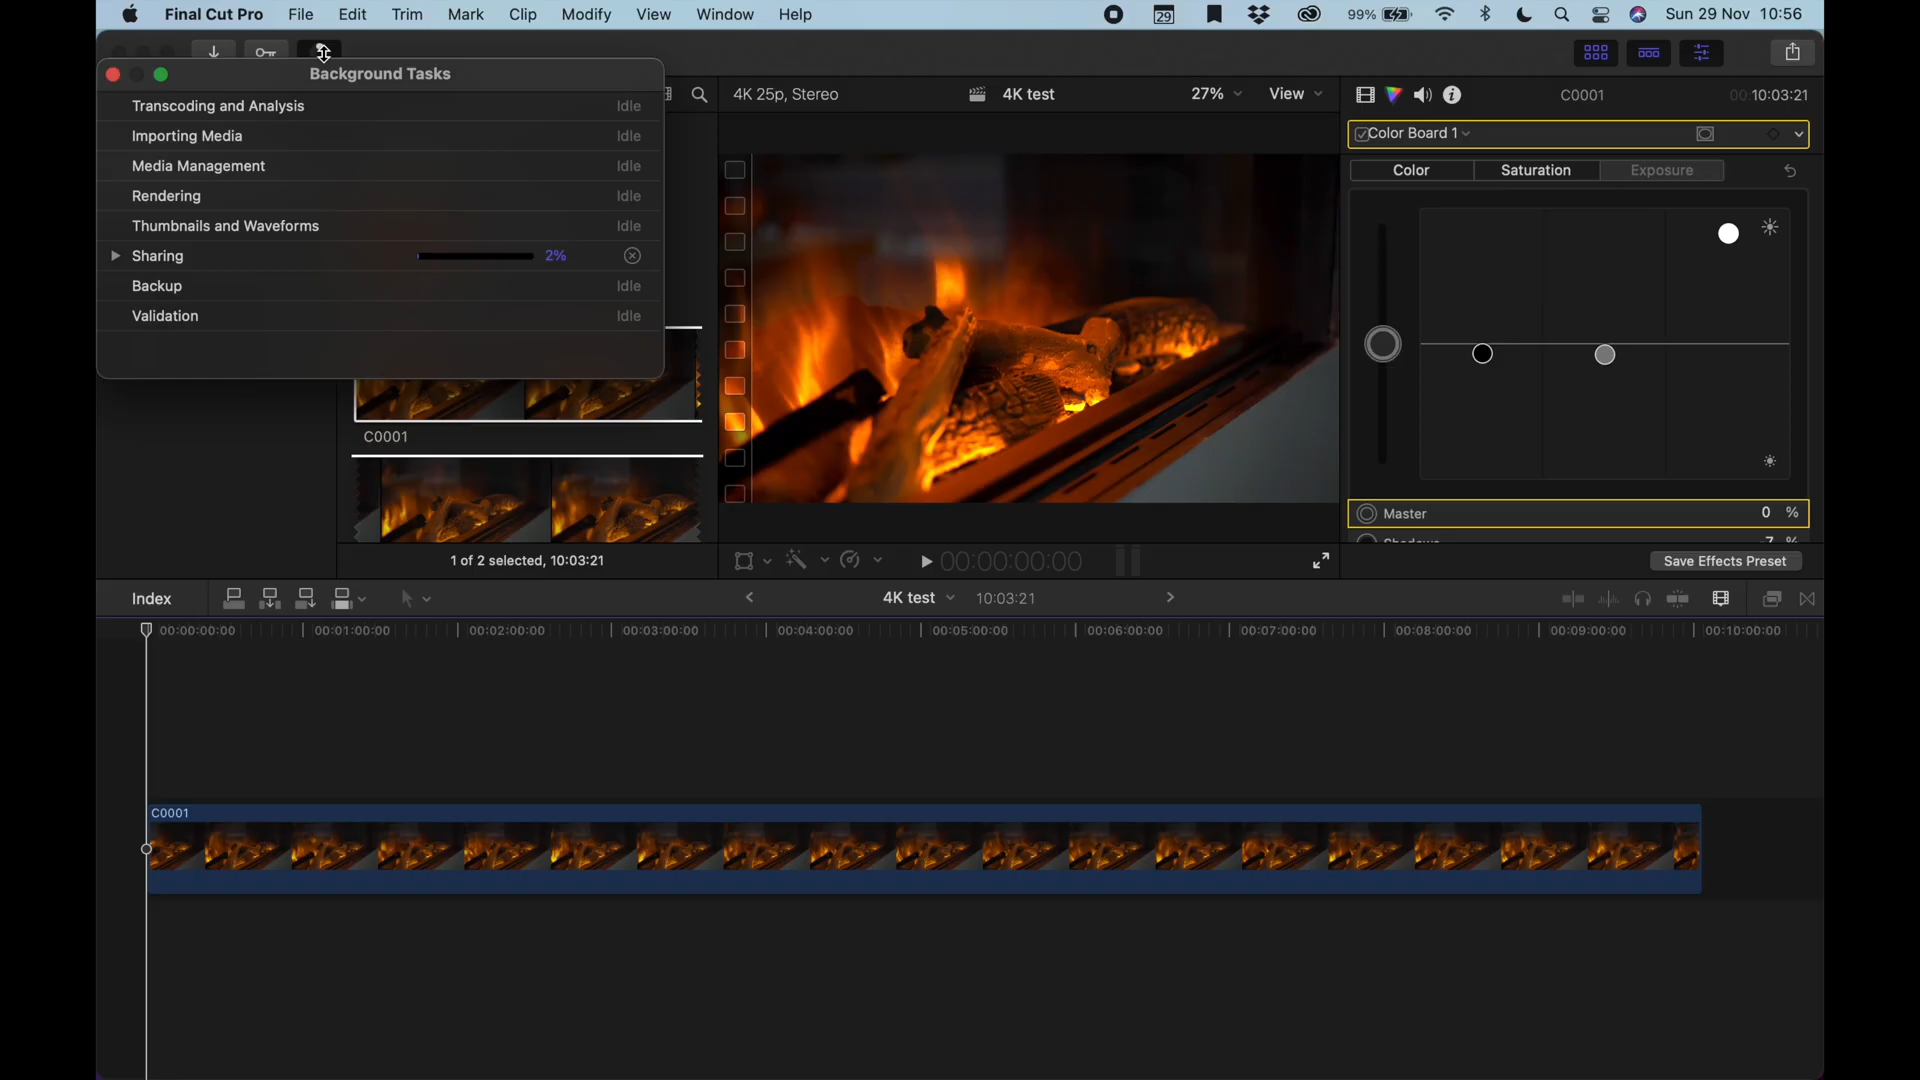 Final Cut Pro File Edit Trim Mark Clip Modify View Window Help 29 99% Sun 29 Nov 10:56
Background Tasks
Transcoding and Analysis Idle
Importing Media Idle
Media Management Idle
Rendering Idle
Thumbnails and Waveforms Idle
Sharing 2%
Backup Idle
Validation Idle
C0001
1 of 2 selected, 10:03:21
4K 25p, Stereo 4K test 27% View
00:00:00:00
C0001 00:10:03:21
Color Board 1
Color Saturation Exposure
Master 0 %
Save Effects Preset
Index 4K test 10:03:21
00:00:00:00 00:01:00:00 00:02:00:00 00:03:00:00 00:04:00:00 00:05:00:00 00:06:00:00 00:07:00:00 00:08:00:00 00:09:00:00 00:10:00:00
C0001